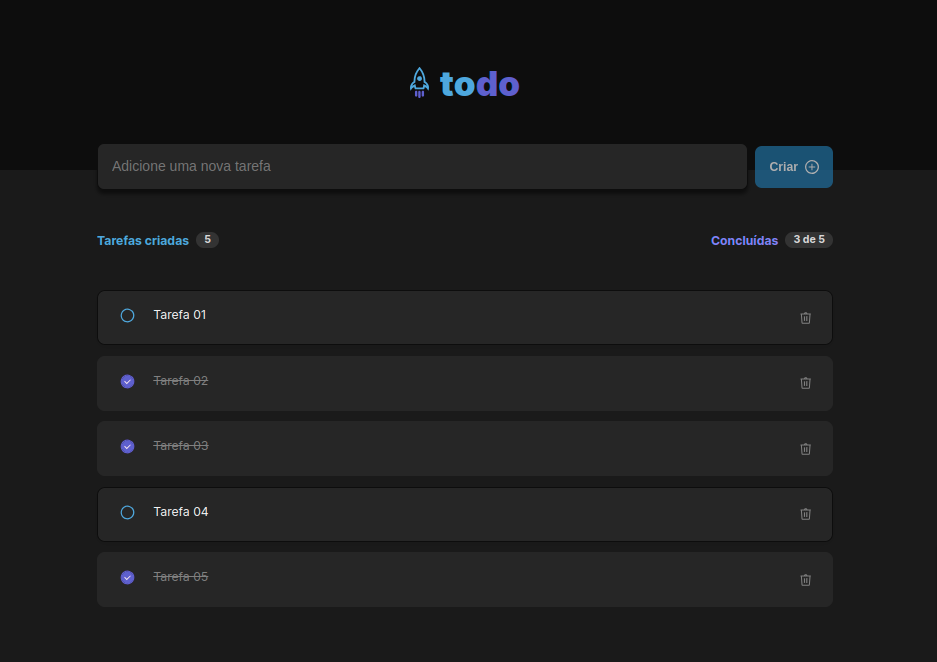 todo
Adicione uma nova tarefa
Criar
Tarefas criadas 5
Concluídas 3 de 5
Tarefa 01
Tarefa 02
Tarefa 03
Tarefa 04
Tarefa 05